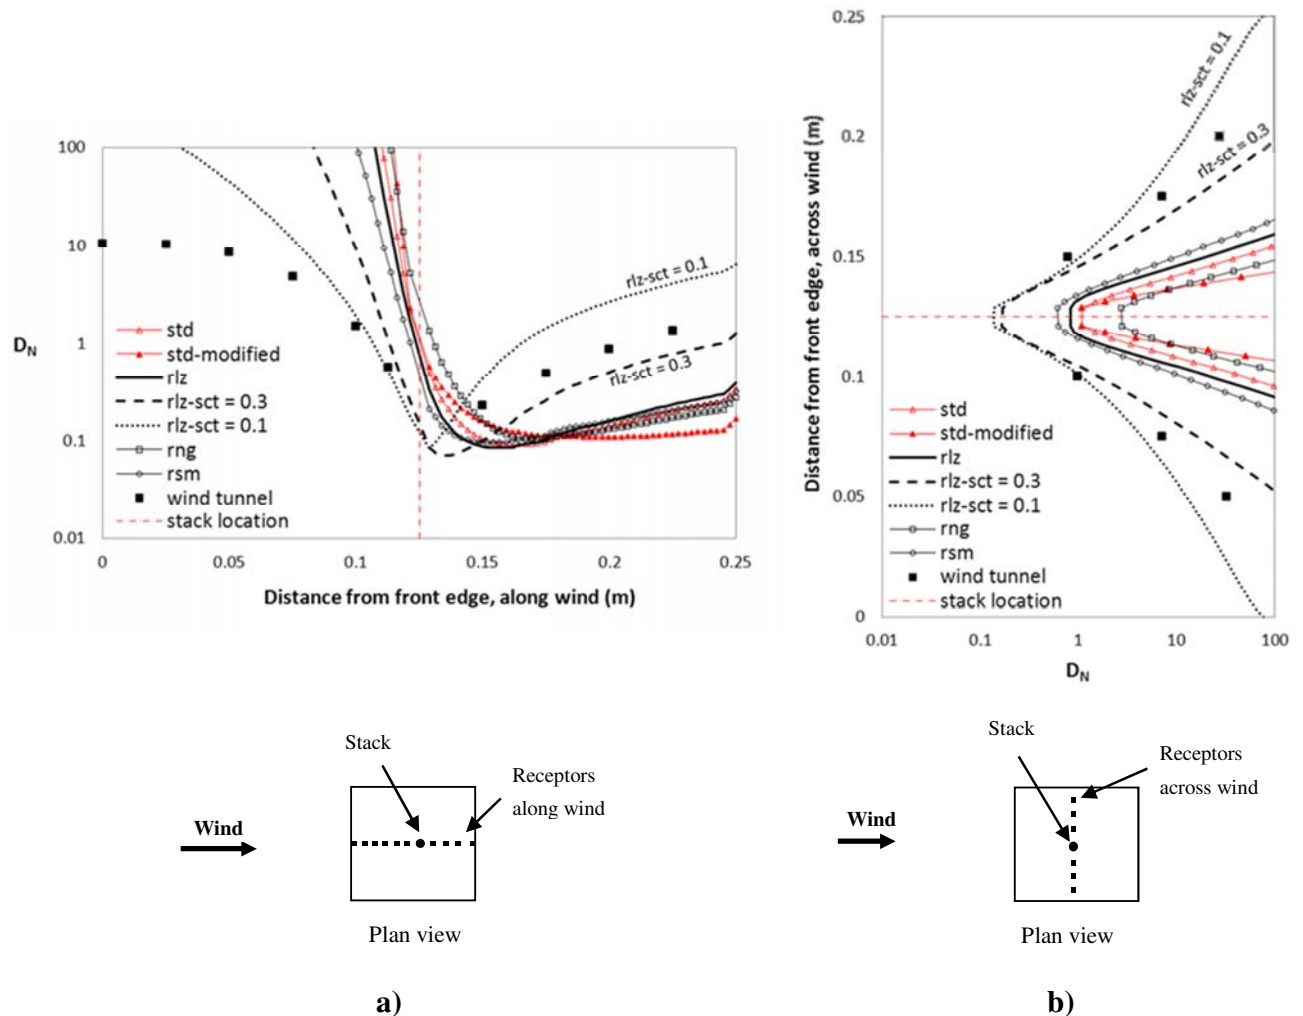 100
10
1
0.1
0.01
D_N
rlz-sct = 0.1
rlz-sct = 0.3
std
std-modified
rlz
rlz-sct = 0.3
rlz-sct = 0.1
rng
rsm
wind tunnel
stack location
0 0.05 0.1 0.15 0.2 0.25
Distance from front edge, along wind (m)
Stack
Receptors
along wind
Wind
Plan view
a)
0.25
0.2
0.15
0.1
0.05
0
Distance from front edge, across wind (m)
rlz-sct = 0.1
rlz-sct = 0.3
std
std-modified
rlz
rlz-sct = 0.3
rlz-sct = 0.1
rng
rsm
wind tunnel
stack location
0.01 0.1 1 10 100
D_N
Stack
Receptors
across wind
Wind
Plan view
b)